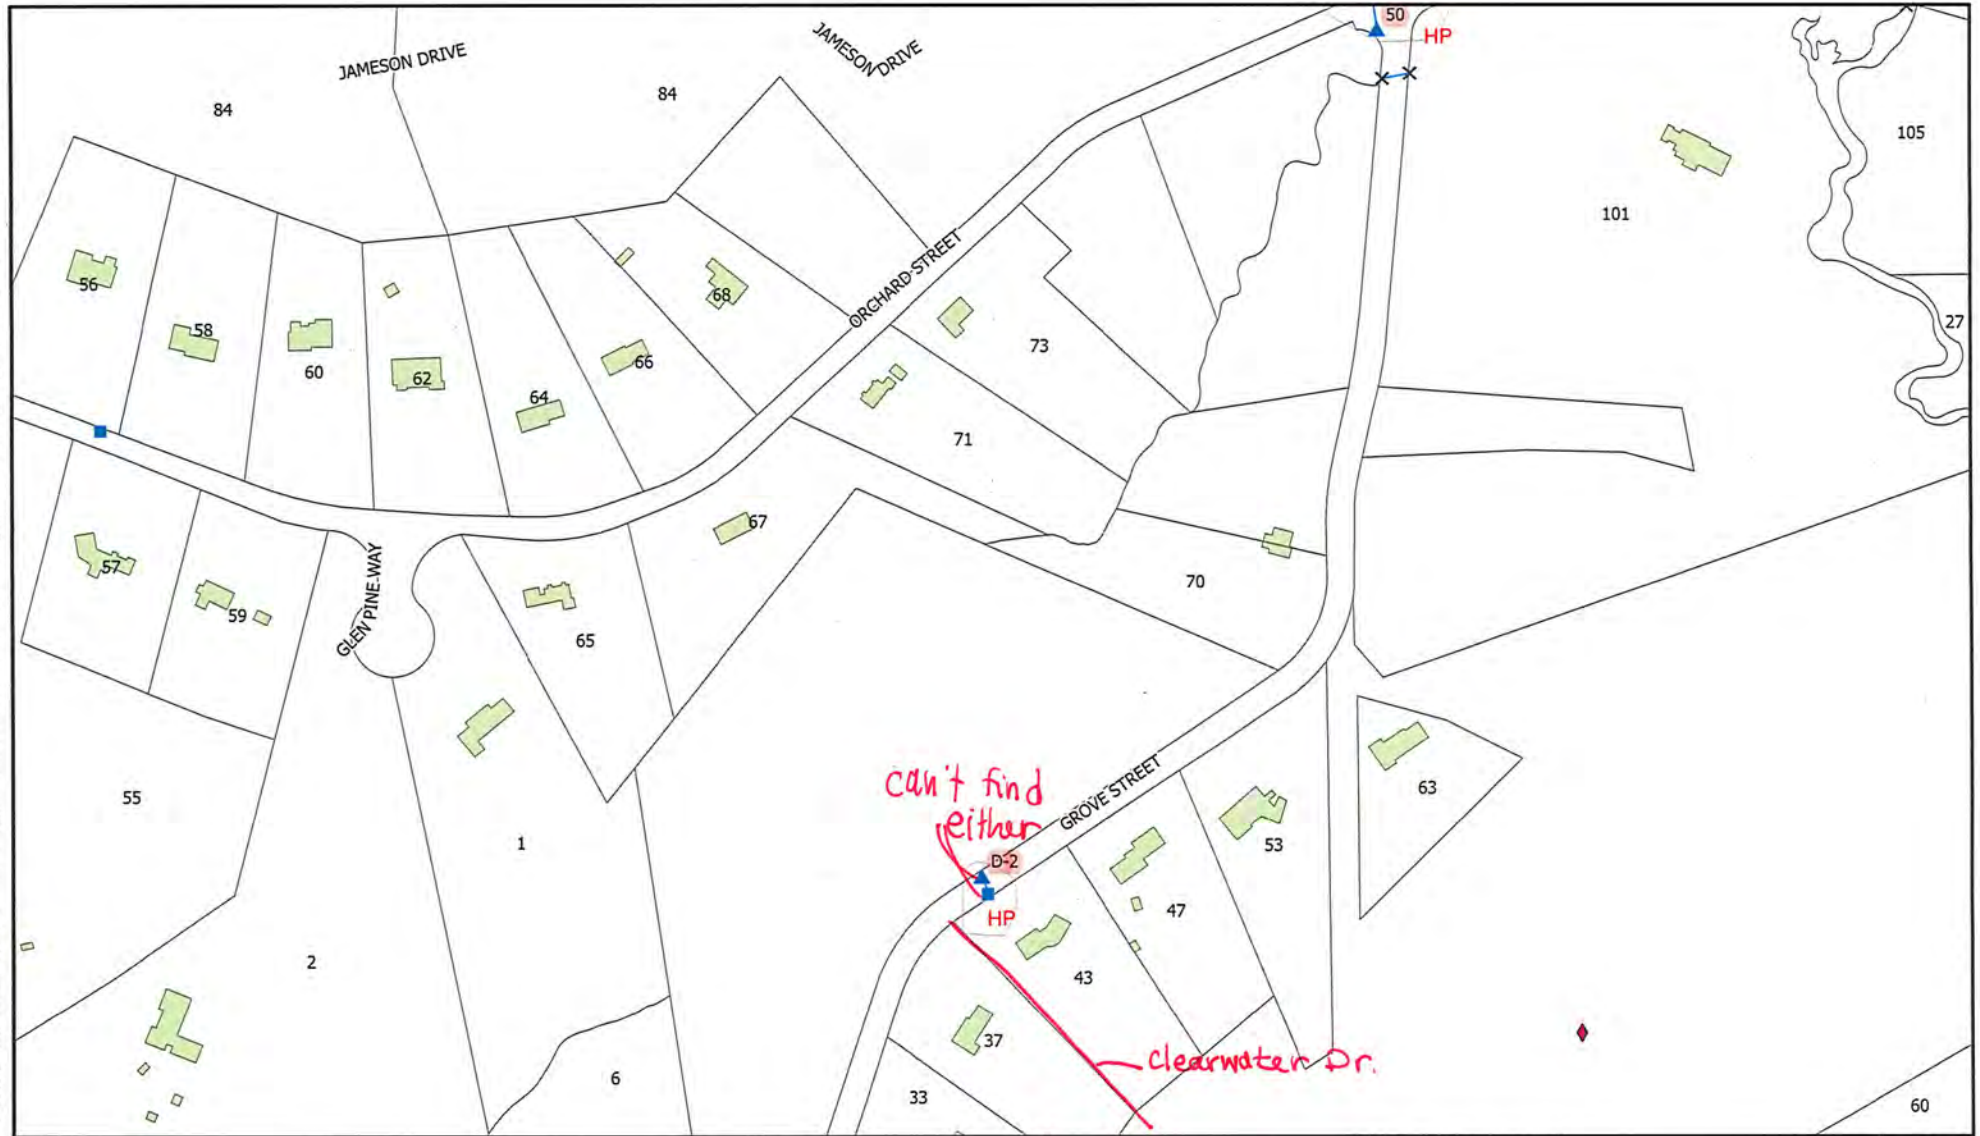 50
HP
JAMESON DRIVE
JAMESON DRIVE
84
84
105
101
56
58
60
62
64
66
68
ORCHARD STREET
73
27
71
67
57
59
GLEN PINE WAY
65
70
55
1
can't find
either
GROVE STREET
D-2
HP
63
53
47
43
2
37
Clearwater Dr.
6
33
60